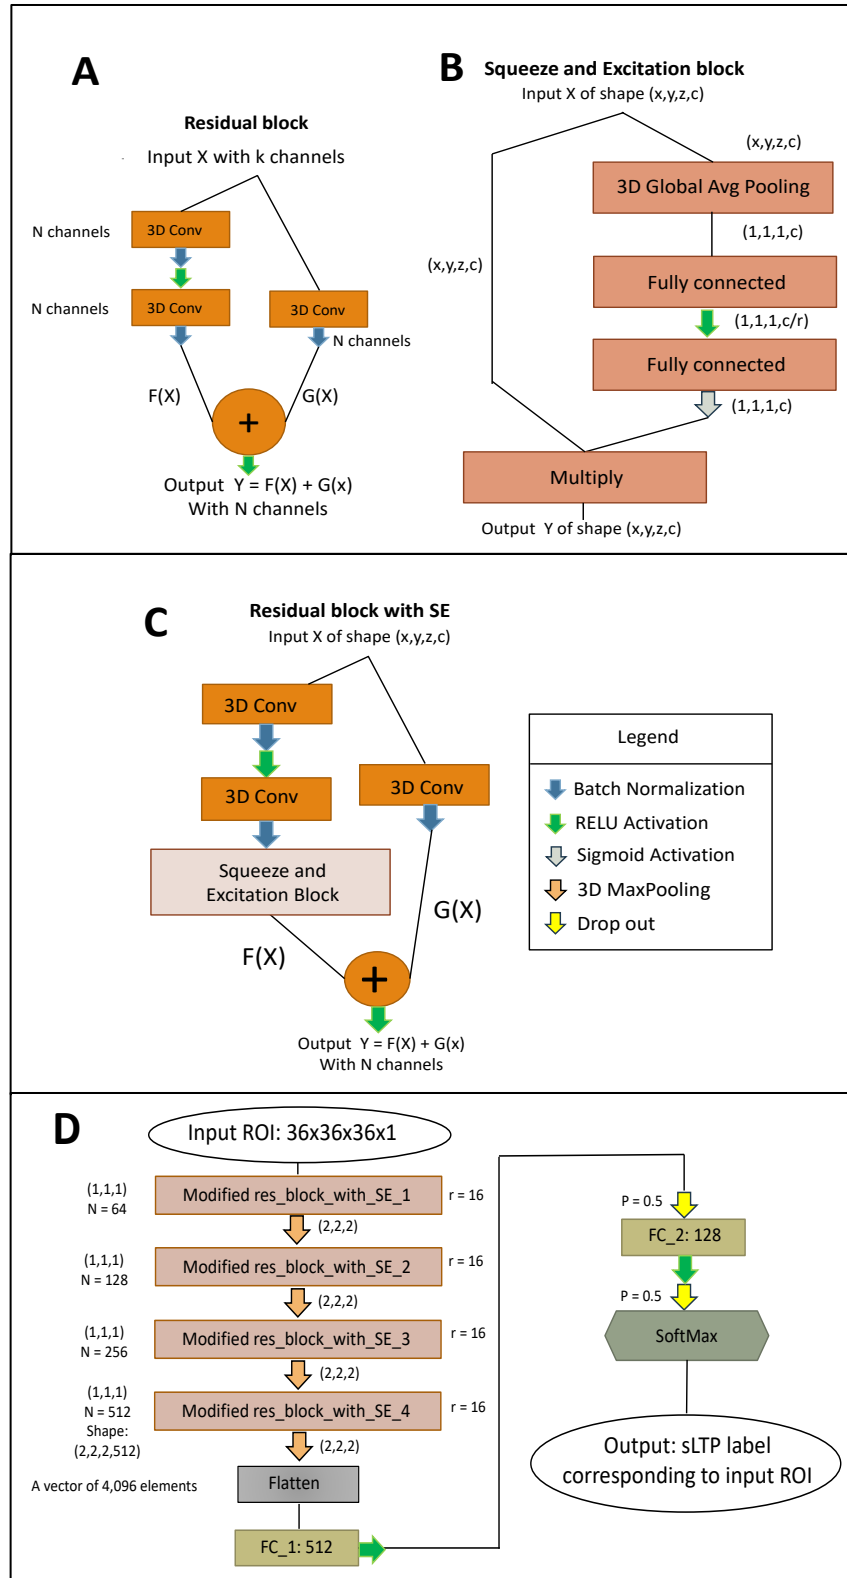 A
Residual block
Input X with k channels
N channels
3D Conv
N channels
3D Conv
3D Conv
N channels
F(X)
G(X)
+
Output Y = F(X) + G(x)
With N channels
B
Squeeze and Excitation block
Input X of shape (x,y,z,c)
(x,y,z,c)
3D Global Avg Pooling
(1,1,1,c)
(x,y,z,c)
Fully connected
(1,1,1,c/r)
Fully connected
(1,1,1,c)
Multiply
Output Y of shape (x,y,z,c)
C
Residual block with SE
Input X of shape (x,y,z,c)
3D Conv
3D Conv
3D Conv
Squeeze and
Excitation Block
F(X)
G(X)
+
Output Y = F(X) + G(x)
With N channels
Legend
Batch Normalization
RELU Activation
Sigmoid Activation
3D MaxPooling
Drop out
D
Input ROI: 36x36x36x1
(1,1,1)
N = 64
Modified res_block_with_SE_1
r = 16
(2,2,2)
(1,1,1)
N = 128
Modified res_block_with_SE_2
r = 16
(2,2,2)
(1,1,1)
N = 256
Modified res_block_with_SE_3
r = 16
(2,2,2)
(1,1,1)
N = 512
Shape:
(2,2,2,512)
Modified res_block_with_SE_4
r = 16
(2,2,2)
A vector of 4,096 elements
Flatten
FC_1: 512
P = 0.5
FC_2: 128
P = 0.5
SoftMax
Output: sLTP label
corresponding to input ROI